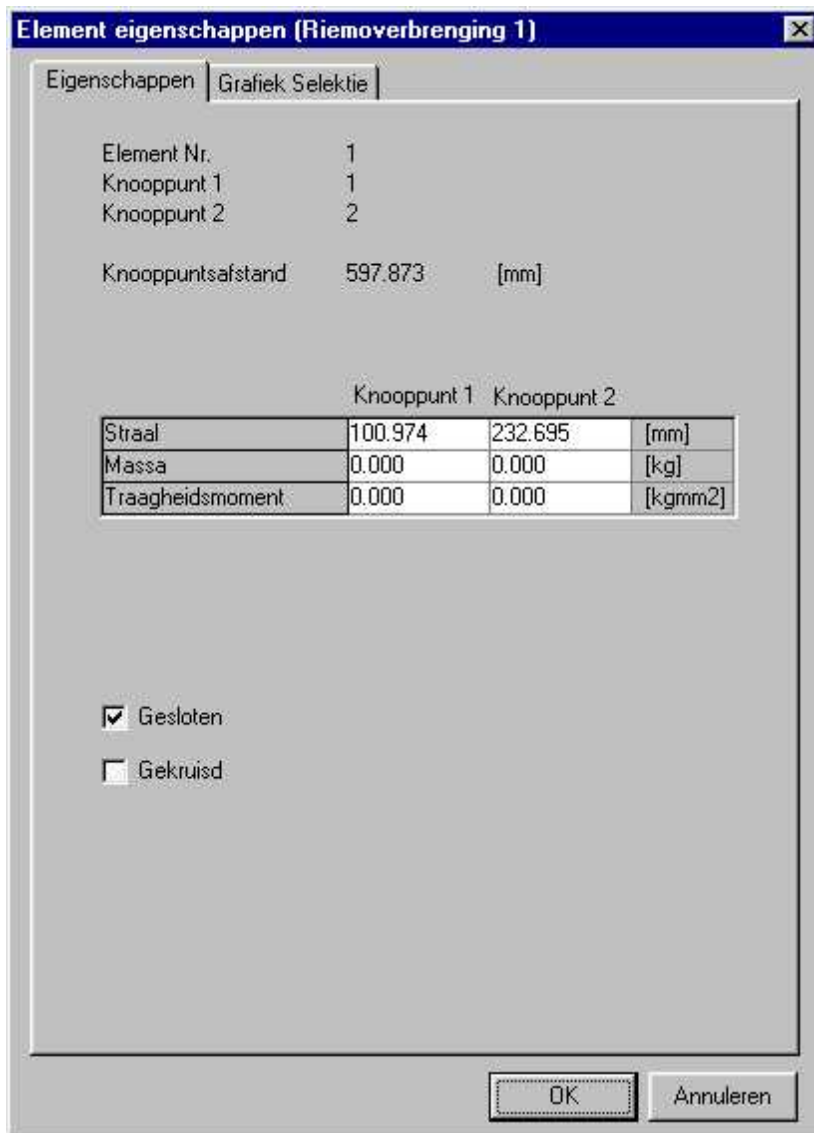 Element eigenschappen (Riemoverbrenging 1)
Eigenschappen Grafiek Selektie
Element Nr. 1
Knooppunt 1 1
Knooppunt 2 2
Knooppuntsafstand 597.873 [mm]
Knooppunt 1 Knooppunt 2
Straal 100.974 232.695 [mm]
Massa 0.000 0.000 [kg]
Traagheidsmoment 0.000 0.000 [kgmm2]
Gesloten
Gekruisd
OK Annuleren